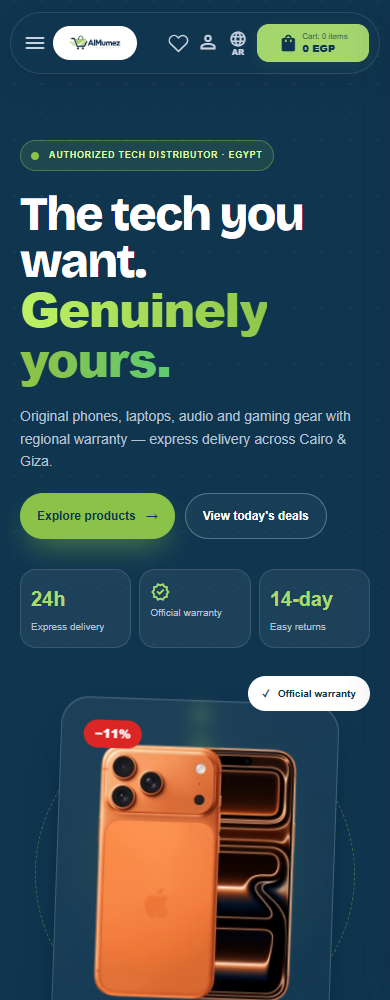 AlMumez
AR
Cart: 0 items
0 EGP
AUTHORIZED TECH DISTRIBUTOR · EGYPT
The tech you
want.
Genuinely
yours.
Original phones, laptops, audio and gaming gear with
regional warranty — express delivery across Cairo &
Giza.
Explore products →
View today's deals
24h
Express delivery
Official warranty
14-day
Easy returns
✓ Official warranty
−11%